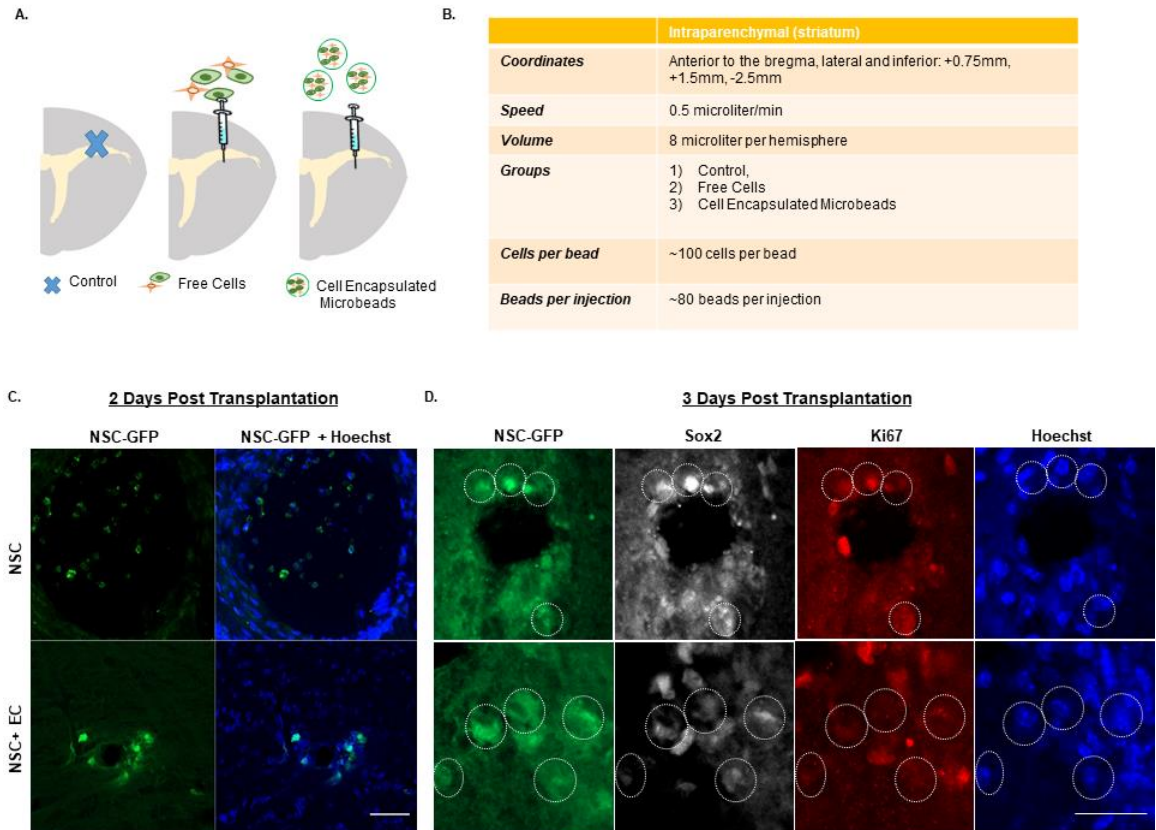 A.
Control
Free Cells
Cell Encapsulated
Microbeads
B.
Intraparenchymal (striatum)
Coordinates
Anterior to the bregma, lateral and inferior: +0.75mm,
+1.5mm, -2.5mm
Speed
0.5 microliter/min
Volume
8 microliter per hemisphere
Groups
1) Control,
2) Free Cells
3) Cell Encapsulated Microbeads
Cells per bead
~100 cells per bead
Beads per injection
~80 beads per injection
C.
2 Days Post Transplantation
NSC-GFP
NSC-GFP + Hoechst
NSC
NSC+ EC
D.
3 Days Post Transplantation
NSC-GFP
Sox2
Ki67
Hoechst